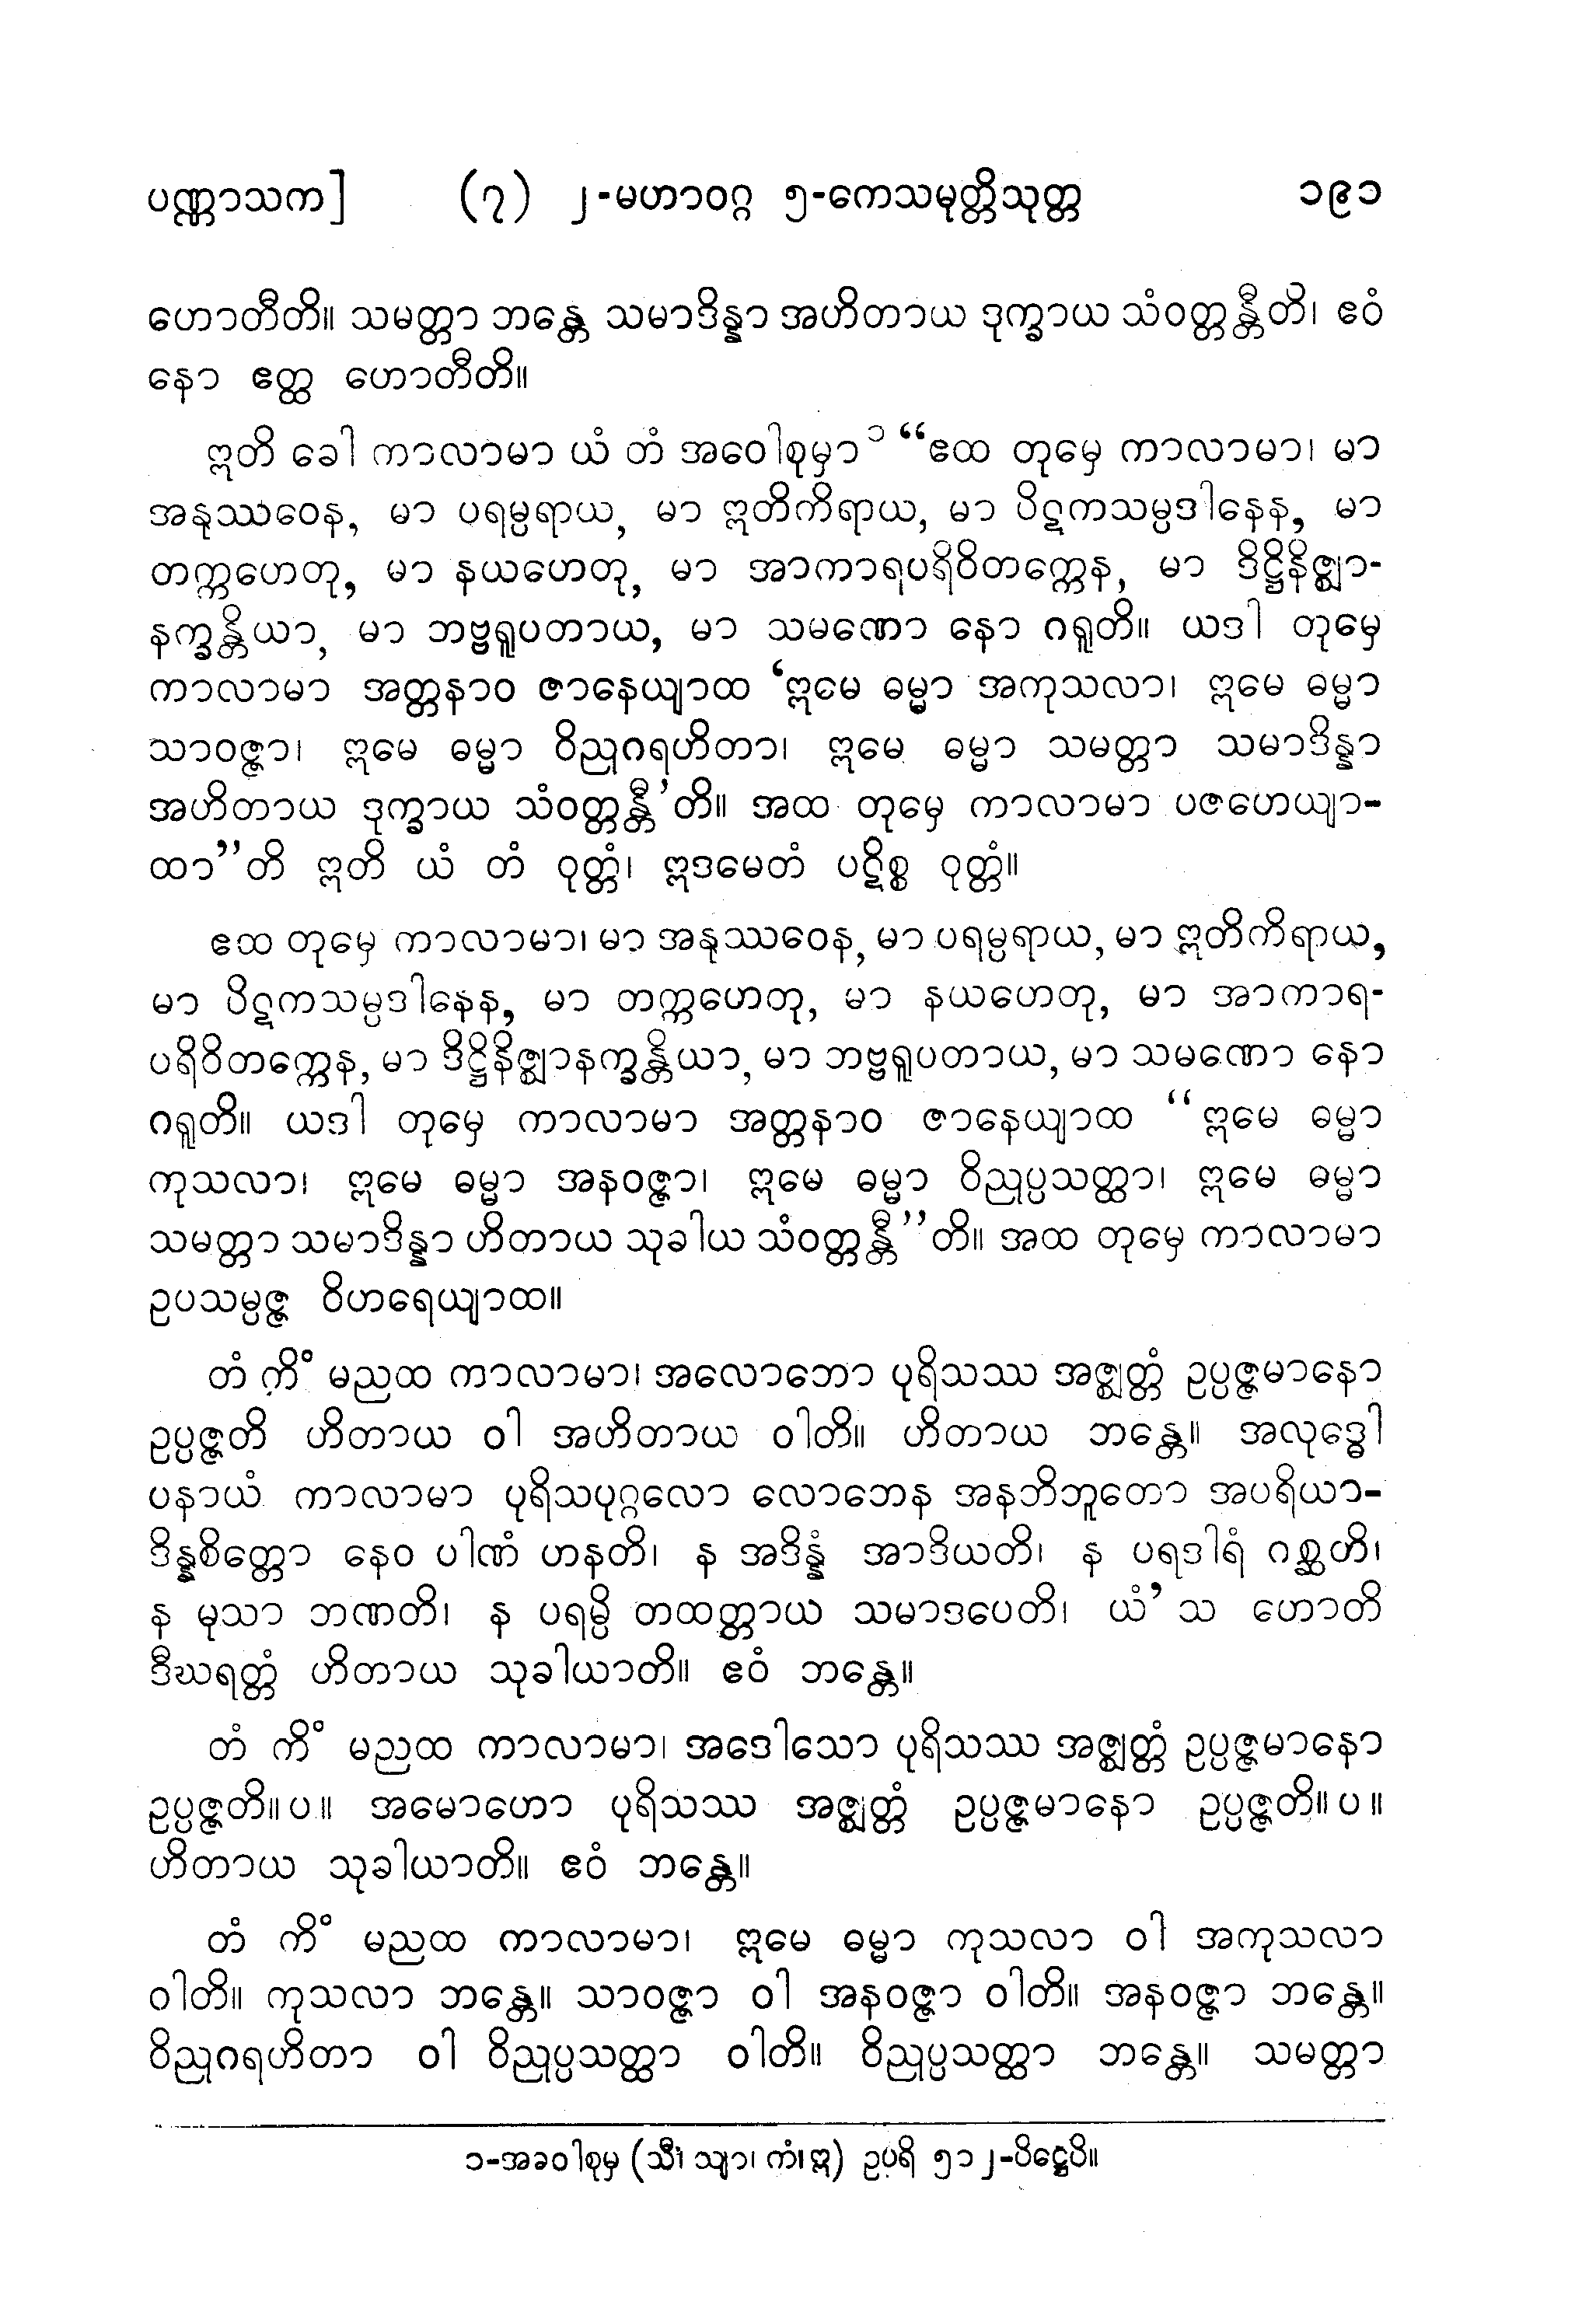 ပဏ္ဏာသက] (၇) ၂-မဟာဝဂ္ဂ ၅-ကေသမုတ္တိသုတ္တ ၁၉၁
ဟောတီတိ။ သမတ္တာ ဘန္တေ သမာဒိန္နာ အဟိတာယ ဒုက္ခာယ သံဝတ္တန္တီတိ၊ ဧဝံ
နော ဧတ္ထ ဟောတီတိ။
ဣတိ ခေါ ကာလာမာ ယံ တံ အဝေါစုမှာ ၁ “ဧထ တုမှေ ကာလာမာ၊ မာ
အနုဿဝေန, မာ ပရမ္ပရာယ, မာ ဣတိကိရာယ, မာ ပိဋကသမ္ပဒါနေန, မာ
တက္ကဟေတု, မာ နယဟေတု, မာ အာကာရပရိဝိတက္ကေန, မာ ဒိဋ္ဌိနိဇ္ဈာ-
နက္ခန္တိယာ, မာ ဘဗ္ဗရူပတာယ, မာ သမဏော နော ဂရူတိ။ ယဒါ တုမှေ
ကာလာမာ အတ္တနာဝ ဇာနေယျာထ ‘ဣမေ ဓမ္မာ အကုသလာ၊ ဣမေ ဓမ္မာ
သာဝဇ္ဇာ၊ ဣမေ ဓမ္မာ ဝိညုဂရဟိတာ၊ ဣမေ ဓမ္မာ သမတ္တာ သမာဒိန္နာ
အဟိတာယ ဒုက္ခာယ သံဝတ္တန္တီ’တိ။ အထ တုမှေ ကာလာမာ ပဇဟေယျာ-
ထာ”တိ ဣတိ ယံ တံ ဝုတ္တံ၊ ဣဒမေတံ ပဋိစ္စ ဝုတ္တံ။
ဧထ တုမှေ ကာလာမာ၊ မာ အနုဿဝေန, မာ ပရမ္ပရာယ, မာ ဣတိကိရာယ,
မာ ပိဋကသမ္ပဒါနေန, မာ တက္ကဟေတု, မာ နယဟေတု, မာ အာကာရ-
ပရိဝိတက္ကေန, မာ ဒိဋ္ဌိနိဇ္ဈာနက္ခန္တိယာ, မာ ဘဗ္ဗရူပတာယ, မာ သမဏော နော
ဂရူတိ။ ယဒါ တုမှေ ကာလာမာ အတ္တနာဝ ဇာနေယျာထ “ဣမေ ဓမ္မာ
ကုသလာ၊ ဣမေ ဓမ္မာ အနဝဇ္ဇာ၊ ဣမေ ဓမ္မာ ဝိညုပ္ပသတ္ထာ၊ ဣမေ ဓမ္မာ
သမတ္တာ သမာဒိန္နာ ဟိတာယ သုခါယ သံဝတ္တန္တီ”တိ။ အထ တုမှေ ကာလာမာ
ဥပသမ္ပဇ္ဇ ဝိဟရေယျာထ။
တံ ကိံ မညထ ကာလာမာ၊ အလောဘော ပုရိသဿ အဇ္ဈတ္တံ ဥပ္ပဇ္ဇမာနော
ဥပ္ပဇ္ဇတိ ဟိတာယ ဝါ အဟိတာယ ဝါတိ။ ဟိတာယ ဘန္တေ။ အလုဒ္ဓေါ
ပနာယံ ကာလာမာ ပုရိသပုဂ္ဂလော လောဘေန အနဘိဘူတော အပရိယာ-
ဒိန္နစိတ္တော နေဝ ပါဏံ ဟနတိ၊ န အဒိန္နံ အာဒိယတိ၊ န ပရဒါရံ ဂစ္ဆတိ၊
န မုသာ ဘဏတိ၊ န ပရမ္ပိ တထတ္တာယ သမာဒပေတိ၊ ယံ’ သ ဟောတိ
ဒီဃရတ္တံ ဟိတာယ သုခါယာတိ။ ဧဝံ ဘန္တေ။
တံ ကိံ မညထ ကာလာမာ၊ အဒေါသော ပုရိသဿ အဇ္ဈတ္တံ ဥပ္ပဇ္ဇမာနော
ဥပ္ပဇ္ဇတိ။ပ။ အမောဟော ပုရိသဿ အဇ္ဈတ္တံ ဥပ္ပဇ္ဇမာနော ဥပ္ပဇ္ဇတိ။ပ။
ဟိတာယ သုခါယာတိ။ ဧဝံ ဘန္တေ။
တံ ကိံ မညထ ကာလာမာ၊ ဣမေ ဓမ္မာ ကုသလာ ဝါ အကုသလာ
ဝါတိ။ ကုသလာ ဘန္တေ။ သာဝဇ္ဇာ ဝါ အနဝဇ္ဇာ ဝါတိ။ အနဝဇ္ဇာ ဘန္တေ။
ဝိညုဂရဟိတာ ဝါ ဝိညုပ္ပသတ္ထာ ဝါတိ။ ဝိညုပ္ပသတ္ထာ ဘန္တေ။ သမတ္တာ
၁-အခဝါစုမှ (သီ၊ သျာ၊ ကံ၊ ဣ) ဥပရိ ၅၁၂-ပိဋ္ဌေပိ။